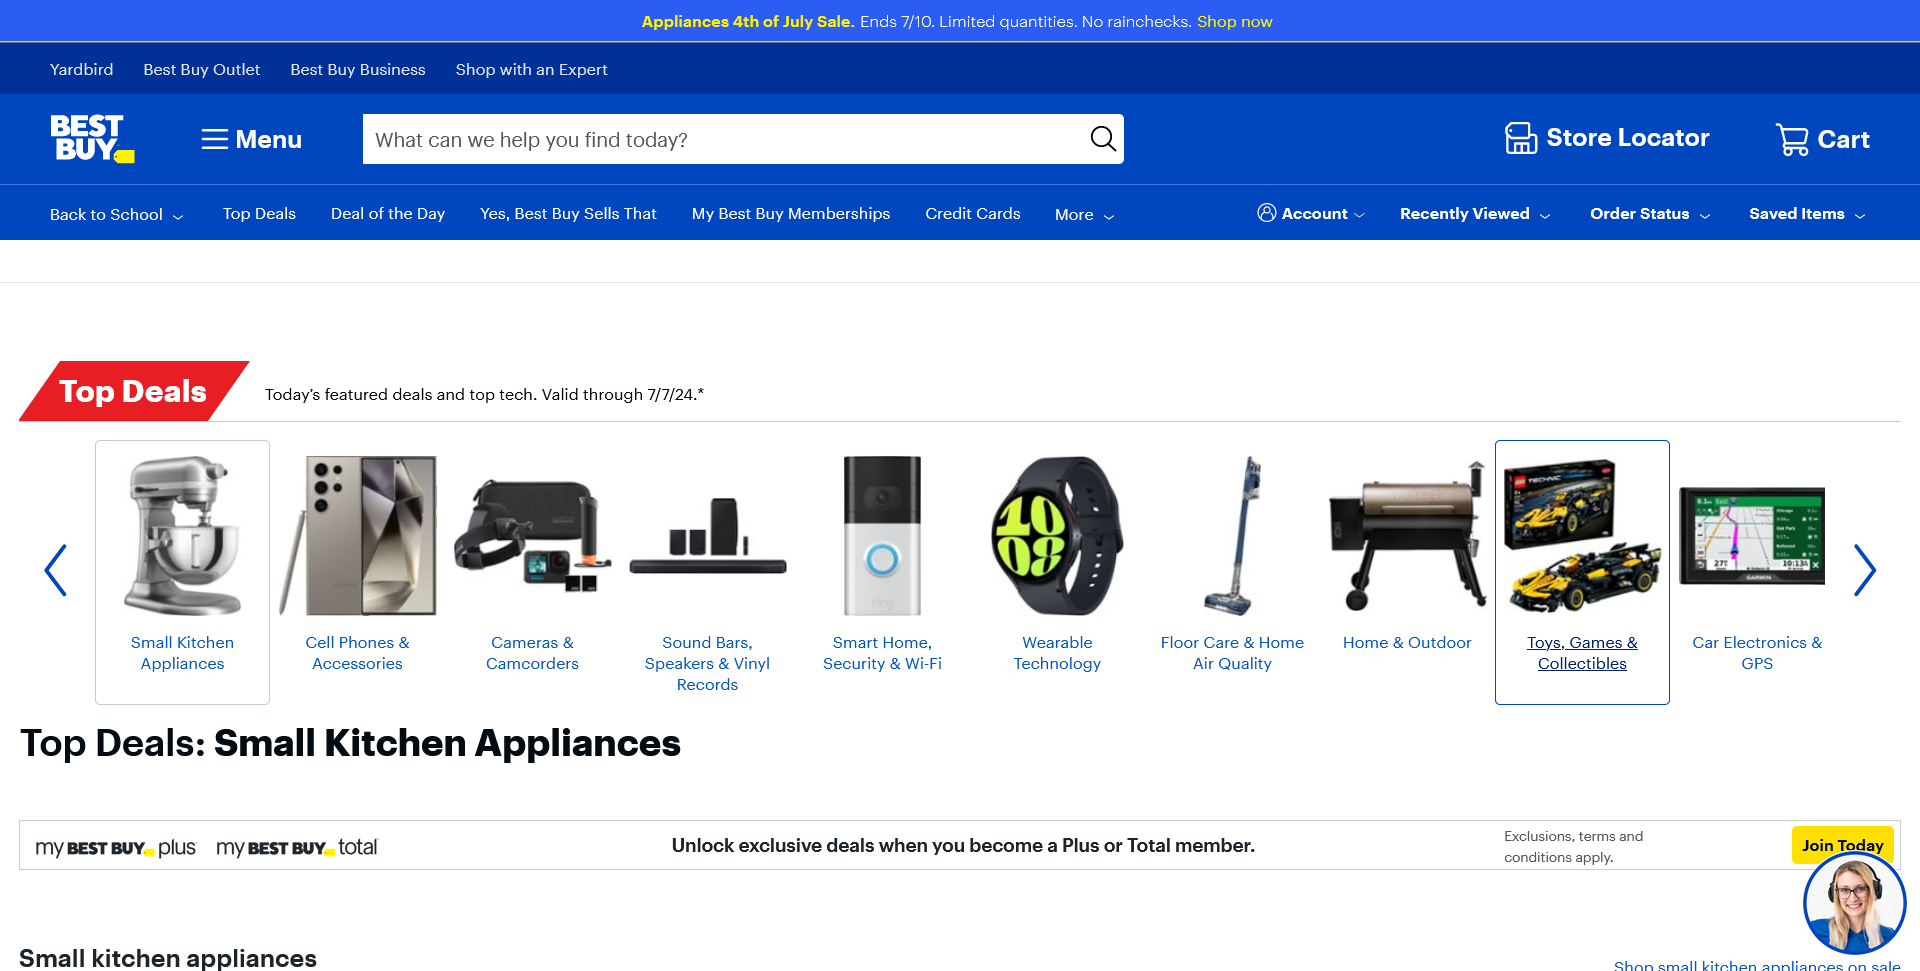 Appliances 4th of July Sale. Ends 7/10. Limited quantities. No rainchecks. Shop now
Yardbird Best Buy Outlet Best Buy Business Shop with an Expert
BEST
BUY
Menu
What can we help you find today?
Store Locator
Cart
Back to School Top Deals Deal of the Day Yes, Best Buy Sells That My Best Buy Memberships Credit Cards More Account Recently Viewed Order Status Saved Items
Top Deals
Today's featured deals and top tech. Valid through 7/7/24.*
Small Kitchen
Appliances
Cell Phones &
Accessories
Cameras &
Camcorders
Sound Bars,
Speakers & Vinyl
Records
ring
Smart Home,
Security & Wi-Fi
10
09
Wearable
Technology
Floor Care & Home
Air Quality
Home & Outdoor
LEGO TECHNIC
Toys, Games &
Collectibles
East
GARMIN
Car Electronics &
GPS
Top Deals: Small Kitchen Appliances
my BEST BUY plus my BEST BUY total
Unlock exclusive deals when you become a Plus or Total member.
Exclusions, terms and
conditions apply.
Join Today
Small kitchen appliances
Shop small kitchen appliances on sale